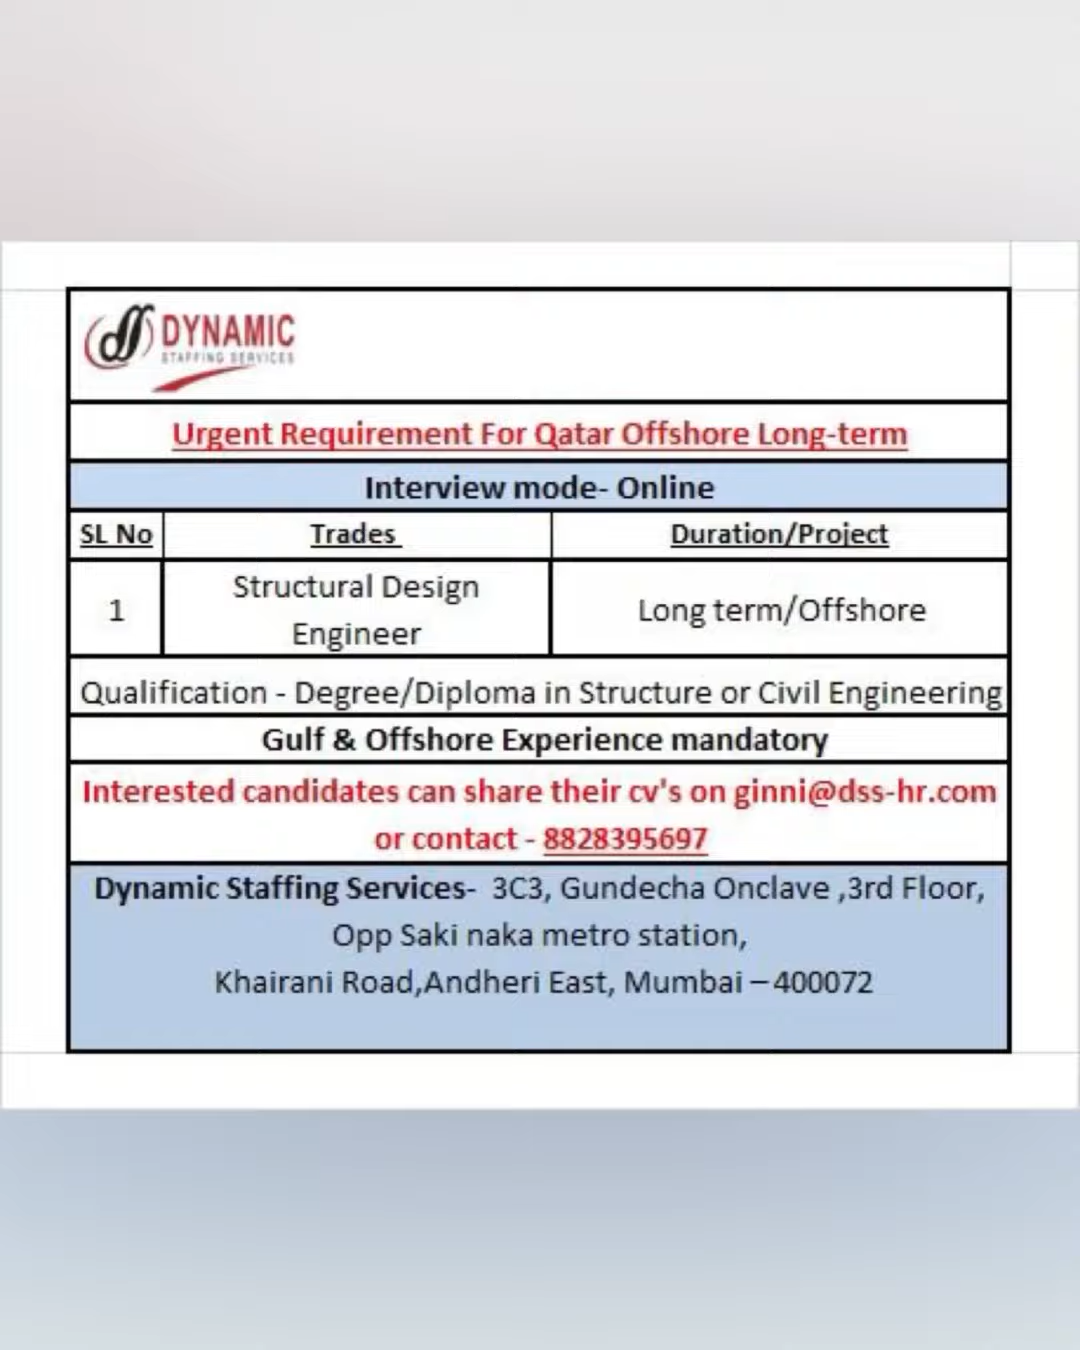 DYNAMIC
STAFFING SERVICES
Urgent Requirement For Qatar Offshore Long-term
Interview mode- Online
SL No Trades Duration/Project
1 Structural Design Engineer Long term/Offshore
Qualification - Degree/Diploma in Structure or Civil Engineering
Gulf & Offshore Experience mandatory
Interested candidates can share their cv's on ginni@dss-hr.com
or contact - 8828395697
Dynamic Staffing Services- 3C3, Gundecha Onclave ,3rd Floor,
Opp Saki naka metro station,
Khairani Road,Andheri East, Mumbai – 400072